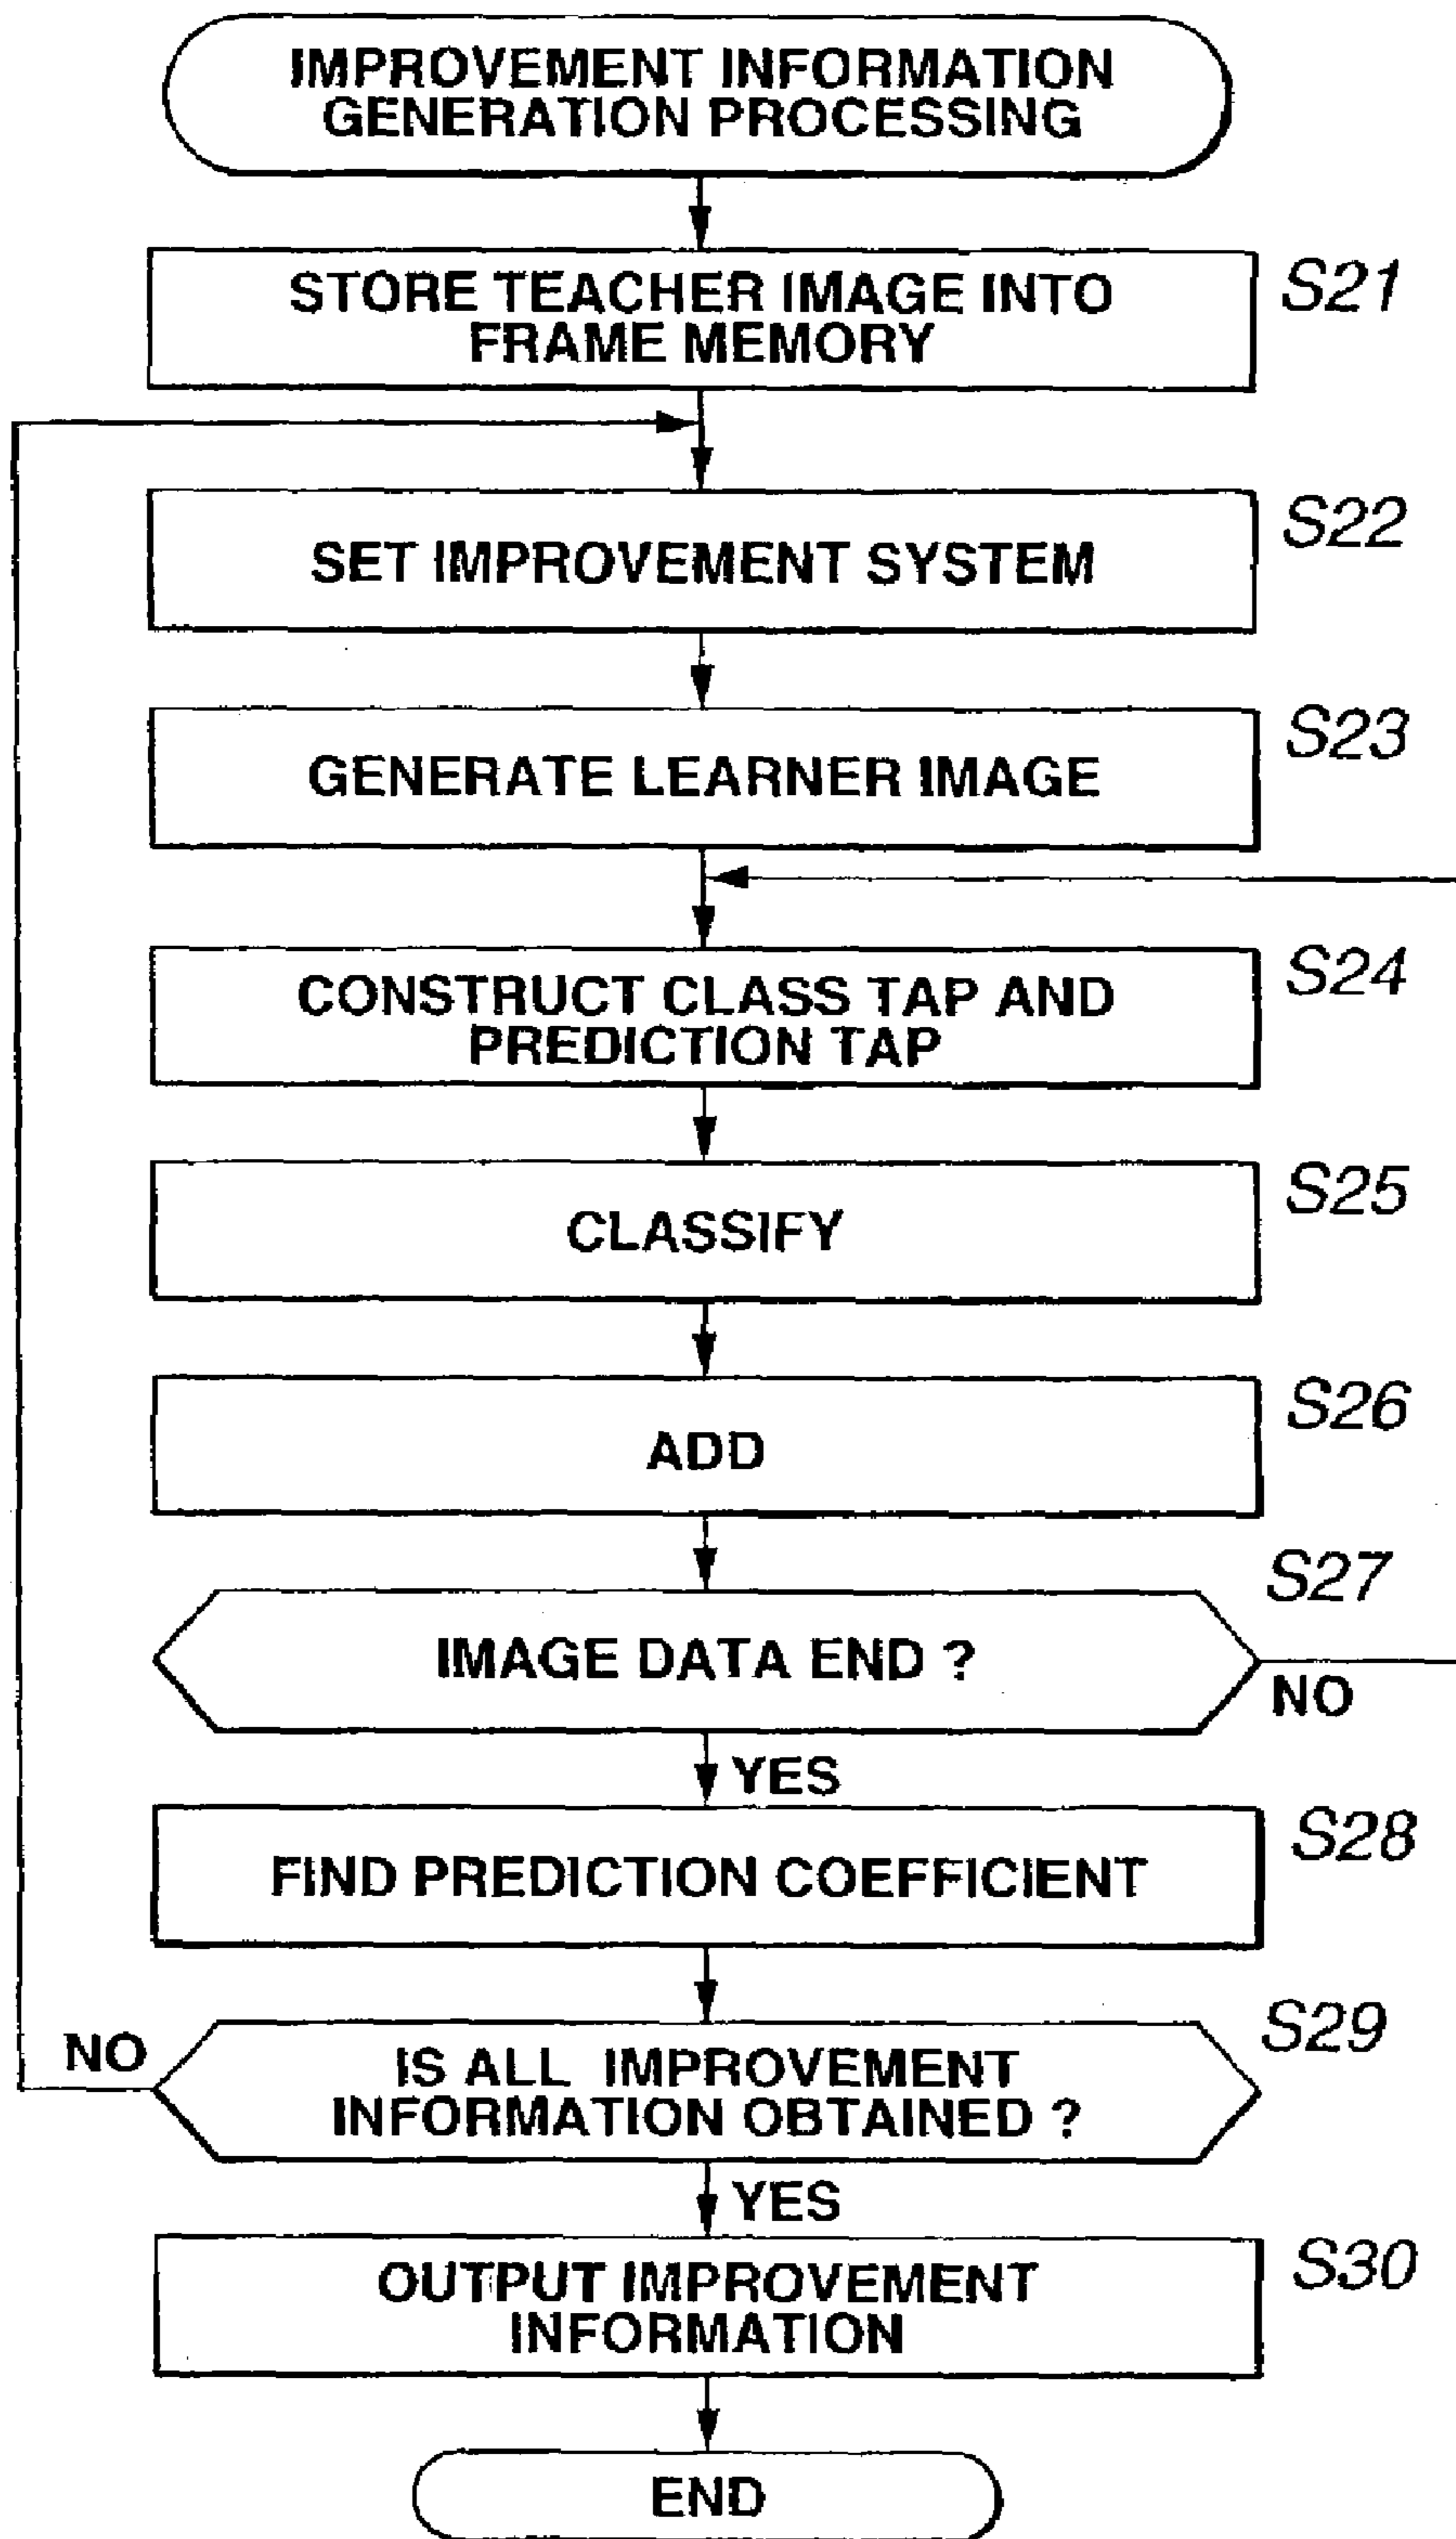 IMPROVEMENT INFORMATION
GENERATION PROCESSING
STORE TEACHER IMAGE INTO
FRAME MEMORY
S21
SET IMPROVEMENT SYSTEM
S22
GENERATE LEARNER IMAGE
S23
CONSTRUCT CLASS TAP AND
PREDICTION TAP
S24
CLASSIFY
S25
ADD
S26
IMAGE DATA END ?
S27
NO
YES
FIND PREDICTION COEFFICIENT
S28
IS ALL IMPROVEMENT
INFORMATION OBTAINED ?
S29
NO
YES
OUTPUT IMPROVEMENT
INFORMATION
S30
END